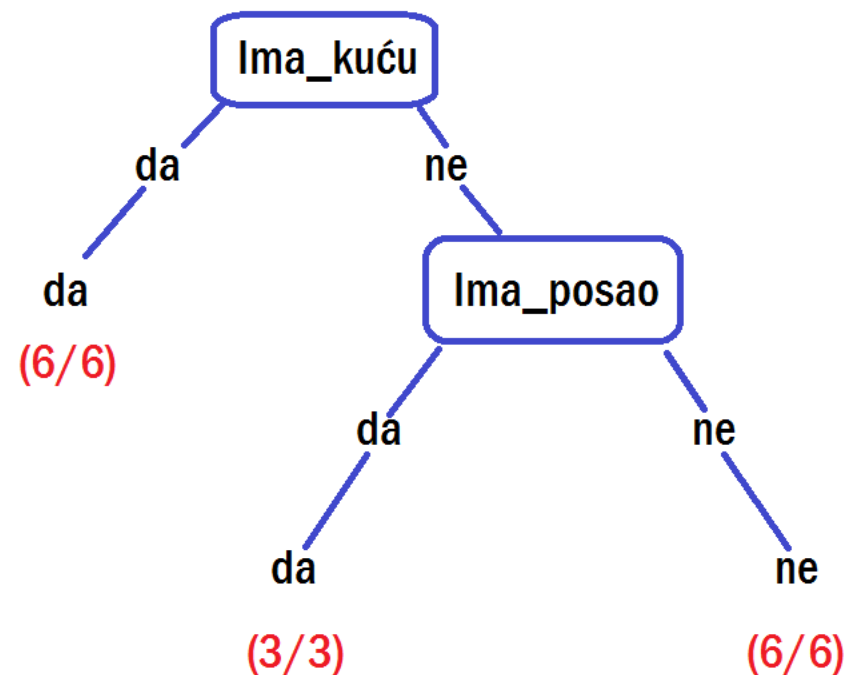 Ima_kuću
da
ne
da
(6/6)
Ima_posao
da
ne
da
ne
(3/3)
(6/6)